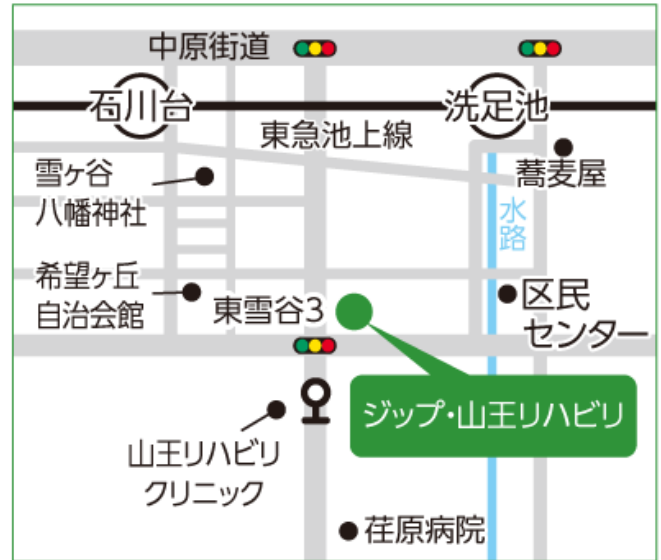 中原街道
石川台
洗足池
東急池上線
蕎麦屋
雪ヶ谷
八幡神社
水路
希望ヶ丘
自治会館
東雪谷3
区民
センター
ジップ・山王リハビリ
山王リハビリ
クリニック
荏原病院